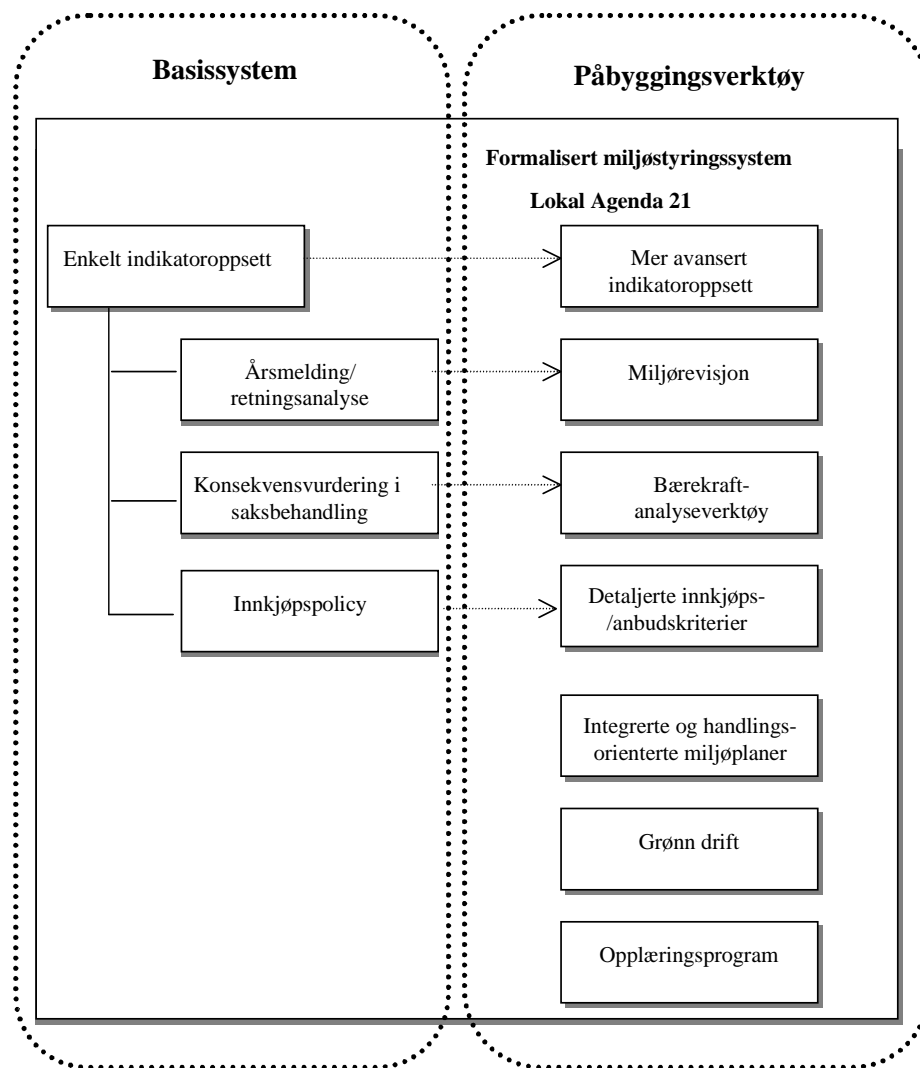 Basissystem
Påbyggingsverktøy
Formalisert miljøstyringssystem
Lokal Agenda 21
Enkelt indikatoroppsett
Mer avansert
indikatoroppsett
Årsmelding/
retningsanalyse
Miljørevisjon
Konsekvensvurdering i
saksbehandling
Bærekraft-
analyseverktøy
Innkjøpspolicy
Detaljerte innkjøps-
/anbudskriterier
Integrerte og handlings-
orienterte miljøplaner
Grønn drift
Opplæringsprogram